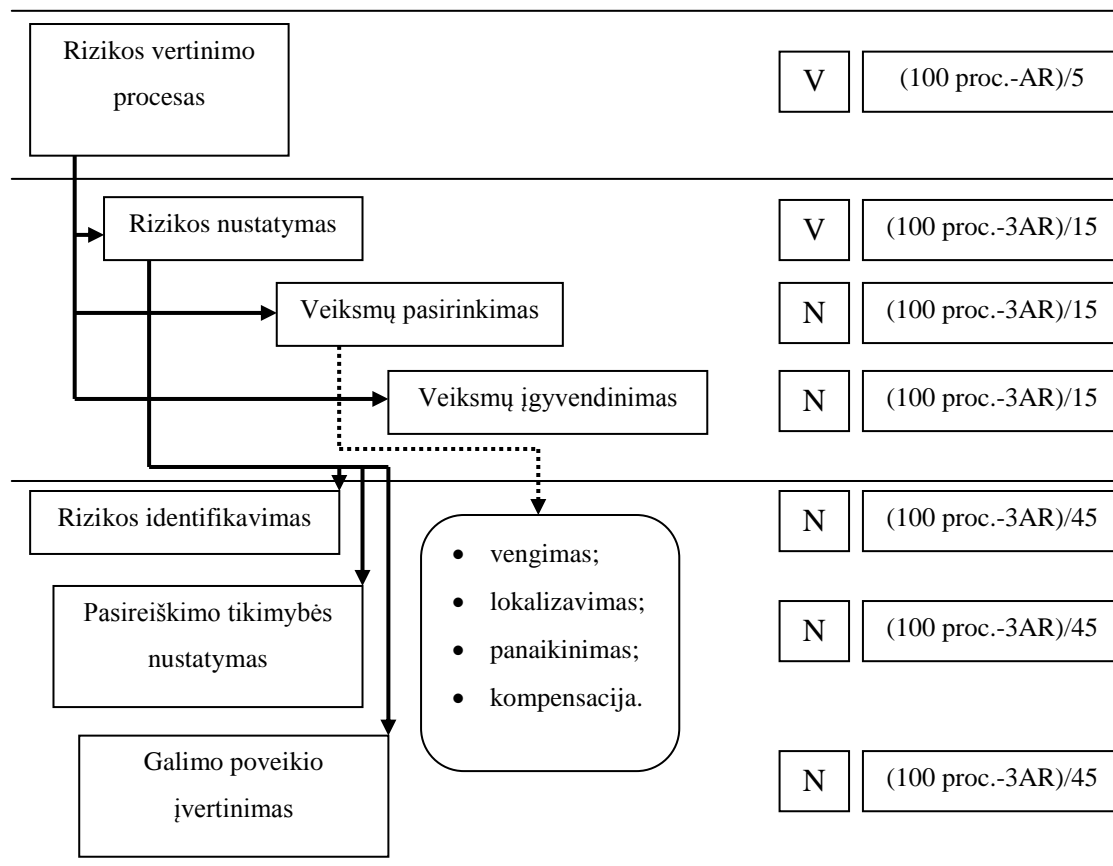 Rizikos vertinimo
procesas
V
(100 proc.-AR)/5
Rizikos nustatymas
V
(100 proc.-3AR)/15
Veiksmų pasirinkimas
N
(100 proc.-3AR)/15
Veiksmų įgyvendinimas
N
(100 proc.-3AR)/15
Rizikos identifikavimas
N
(100 proc.-3AR)/45
• vengimas;
• lokalizavimas;
• panaikinimas;
• kompensacija.
Pasireiškimo tikimybės
nustatymas
N
(100 proc.-3AR)/45
Galimo poveikio
įvertinimas
N
(100 proc.-3AR)/45